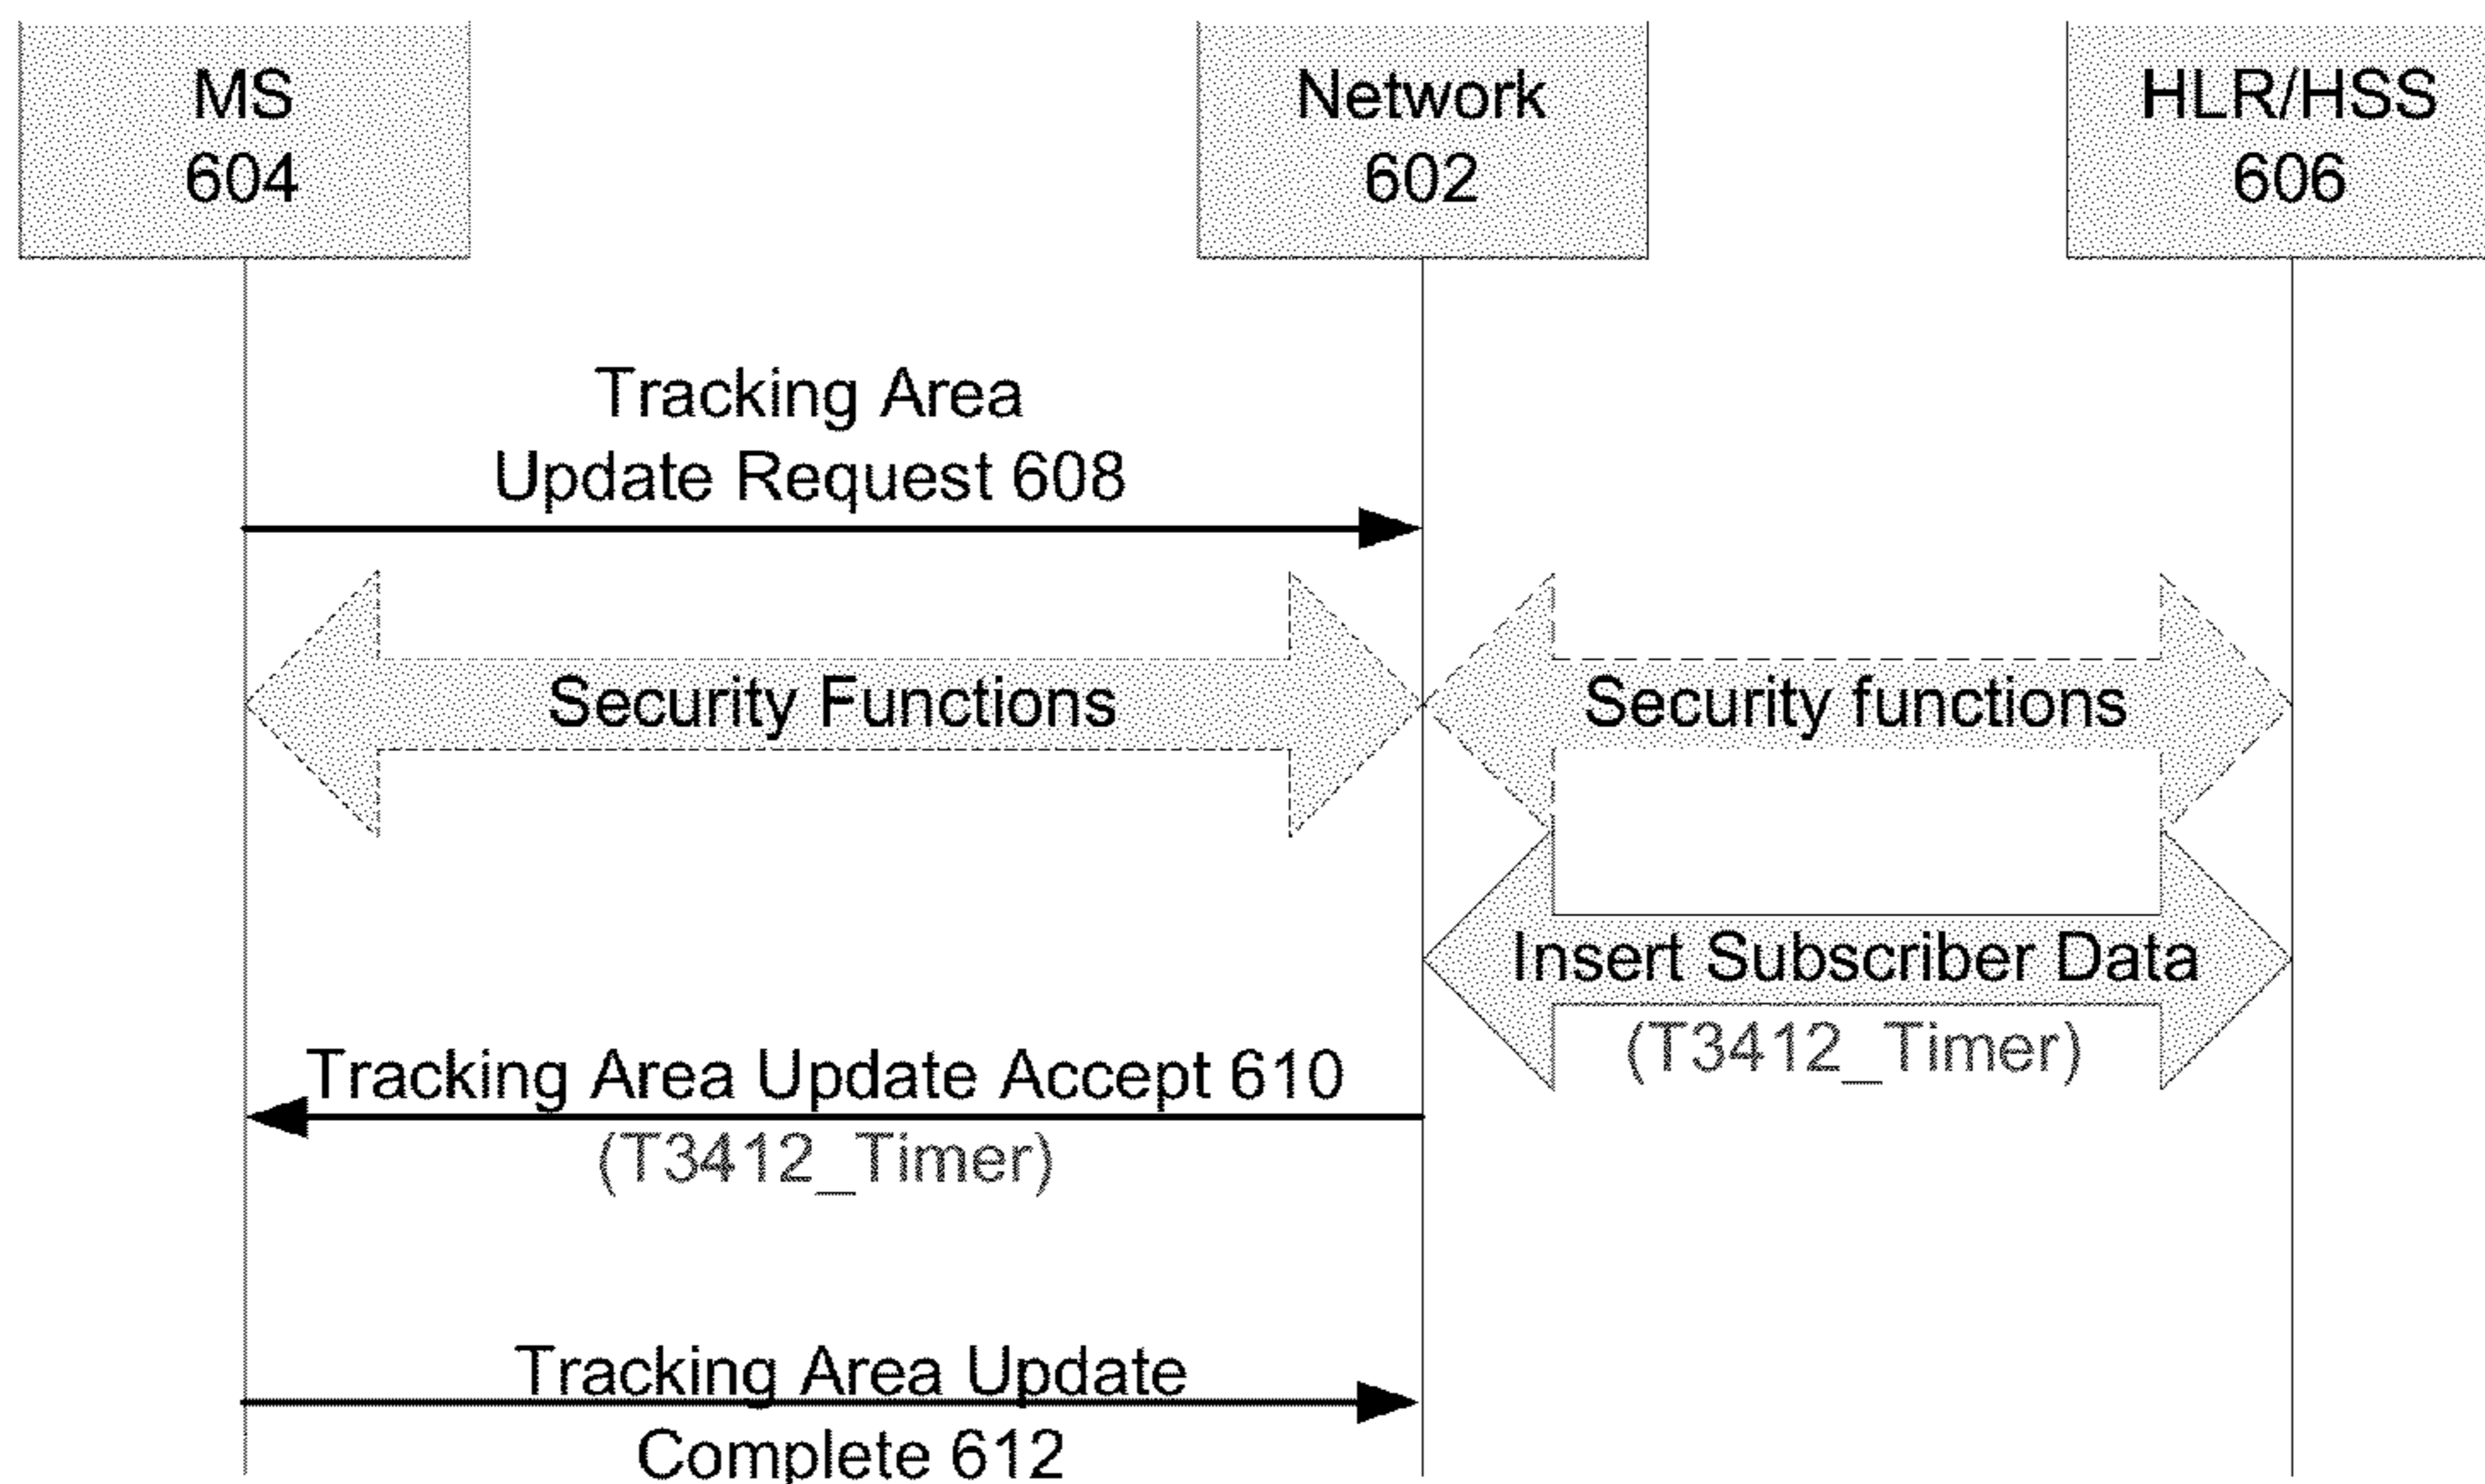 MS
604
Network
602
HLR/HSS
606
Tracking Area
Update Request 608
Security Functions
Security functions
Insert Subscriber Data
(T3412_Timer)
Tracking Area Update Accept 610
(T3412_Timer)
Tracking Area Update
Complete 612